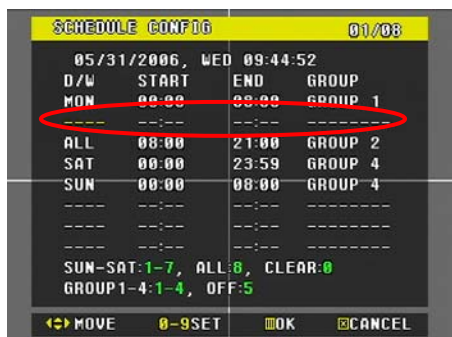 SCHEDULE CONFIG 01/08
05/31/2006, WED 09:44:52
D/W START END GROUP
MON 00:00 08:00 GROUP 1
---- --:-- --:-- --------
ALL 08:00 21:00 GROUP 2
SAT 00:00 23:59 GROUP 4
SUN 00:00 08:00 GROUP 4
---- --:-- --:-- --------
---- --:-- --:-- --------
---- --:-- --:-- --------
SUN-SAT:1-7, ALL:8, CLEAR:0
GROUP1-4:1-4, OFF:5
MOVE 0-9SET OK CANCEL